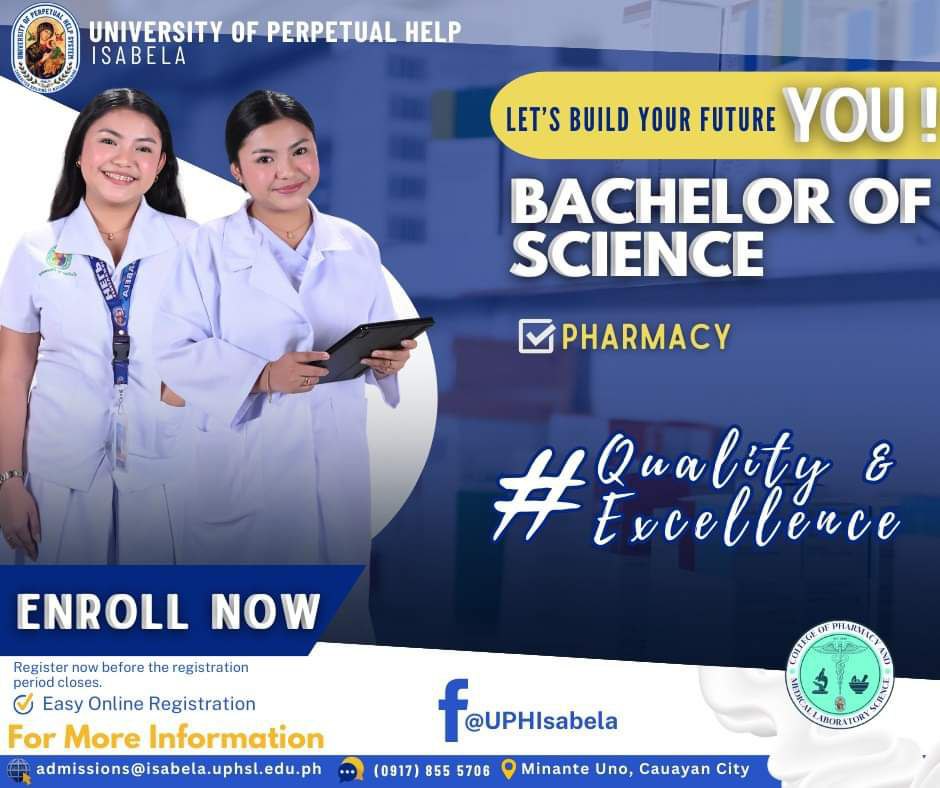 UNIVERSITY OF PERPETUAL HELP
ISABELA
LET'S BUILD YOUR FUTURE YOU!
BACHELOR OF
SCIENCE
PHARMACY
#Quality &
Excellence
ENROLL NOW
Register now before the registration
period closes.
Easy Online Registration
For More Information
@UPHIsabela
COLLEGE OF PHARMACY AND
MEDICAL LABORATORY SCIENCE
admissions@isabela.uphsl.edu.ph
(0917) 855 5706
Minante Uno, Cauayan City